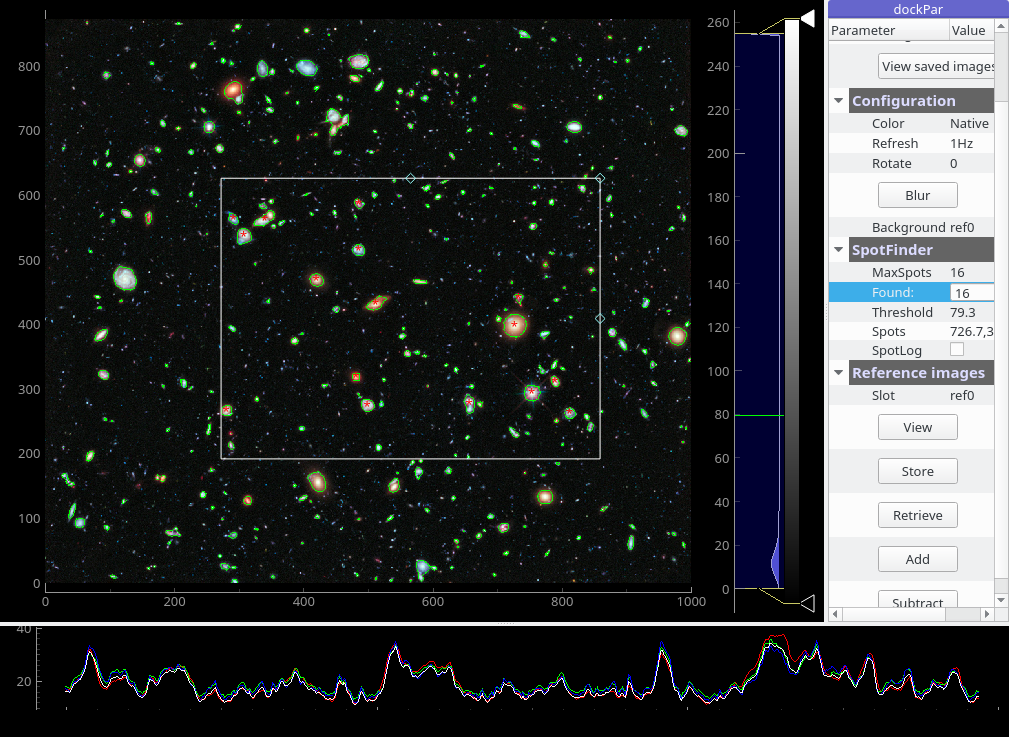 dockPar
Parameter Value
View saved images
Configuration
Color Native
Refresh 1Hz
Rotate 0
Blur
Background ref0
SpotFinder
MaxSpots 16
Found: 16
Threshold 79.3
Spots 726.7,3
SpotLog
Reference images
Slot ref0
View
Store
Retrieve
Add
Subtract
800
700
600
500
400
300
200
100
0
0 200 400 600 800 1000
260
240
220
200
180
160
140
120
100
80
60
40
20
0
40
20